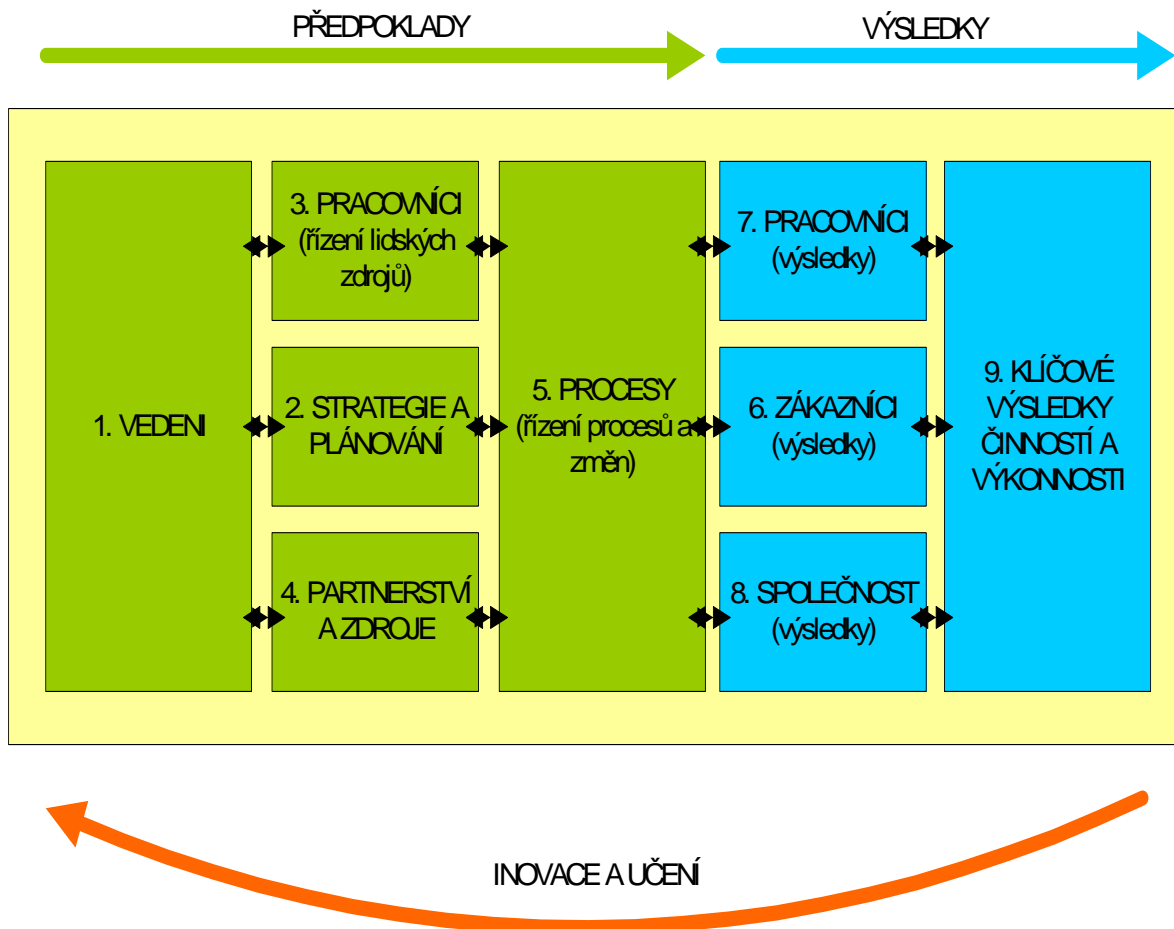 PŘEDPOKLADY
VÝSLEDKY
1. VEDENI
3. PRACOVNÍCI
(řízení lidských
zdrojů)
2. STRATEGIE A
PLÁNOVÁNÍ
4. PARTNERSTVÍ
A ZDROJE
5. PROCESY
(řízení procesů a
změn)
7. PRACOVNÍCI
(výsledky)
6. ZÁKAZNÍCI
(výsledky)
8. SPOLEČNOST
(výsledky)
9. KLÍČOVÉ
VÝSLEDKY
ČINNOSTÍ A
VÝKONNOSTI
INOVACE A UČENÍ